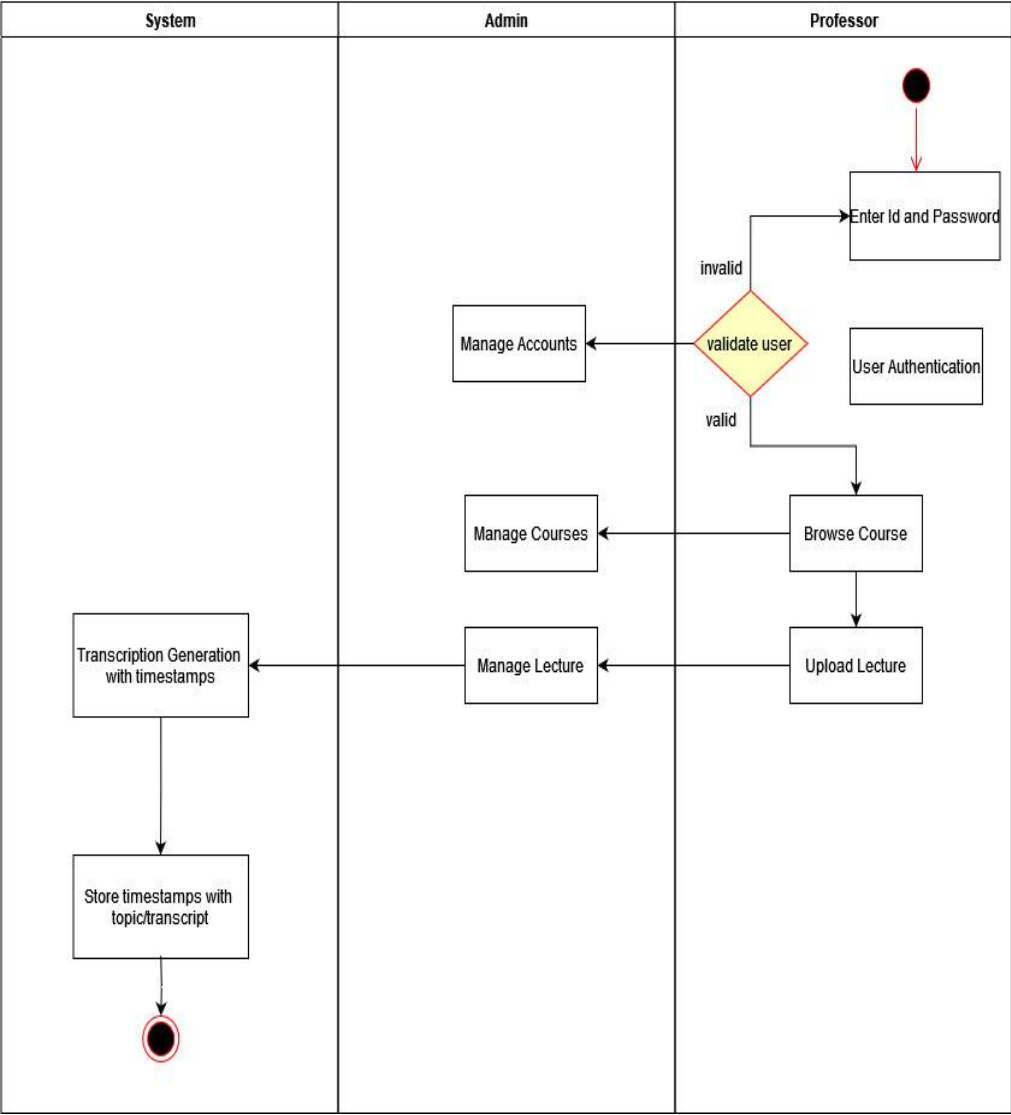 System
Admin
Professor
Enter Id and Password
invalid
Manage Accounts
validate user
User Authentication
valid
Manage Courses
Browse Course
Transcription Generation
with timestamps
Manage Lecture
Upload Lecture
Store timestamps with
topic/transcript